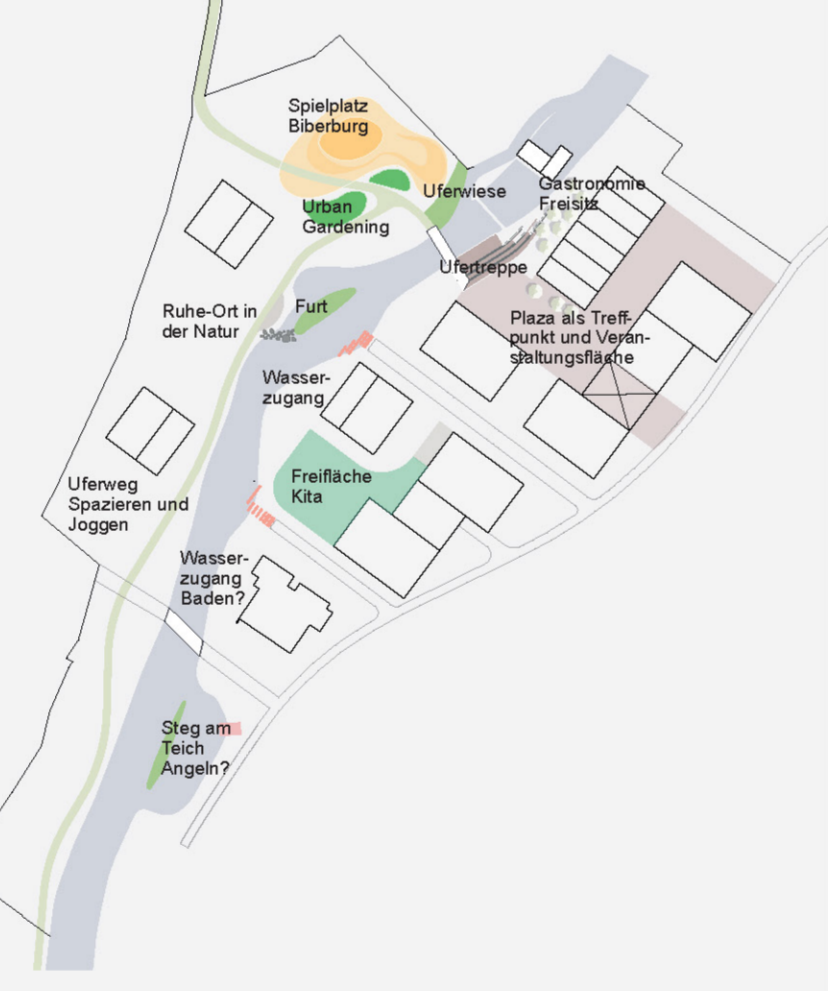 Spielplatz
Biberburg
Uferwiese
Gastronomie
Freisitz
Urban
Gardening
Ufertreppe
Ruhe-Ort in
der Natur
Furt
Plaza als Treff-
punkt und Veran-
staltungsfläche
Wasser-
zugang
Freifläche
Kita
Uferweg
Spazieren und
Joggen
Wasser-
zugang
Baden?
Steg am
Teich
Angeln?